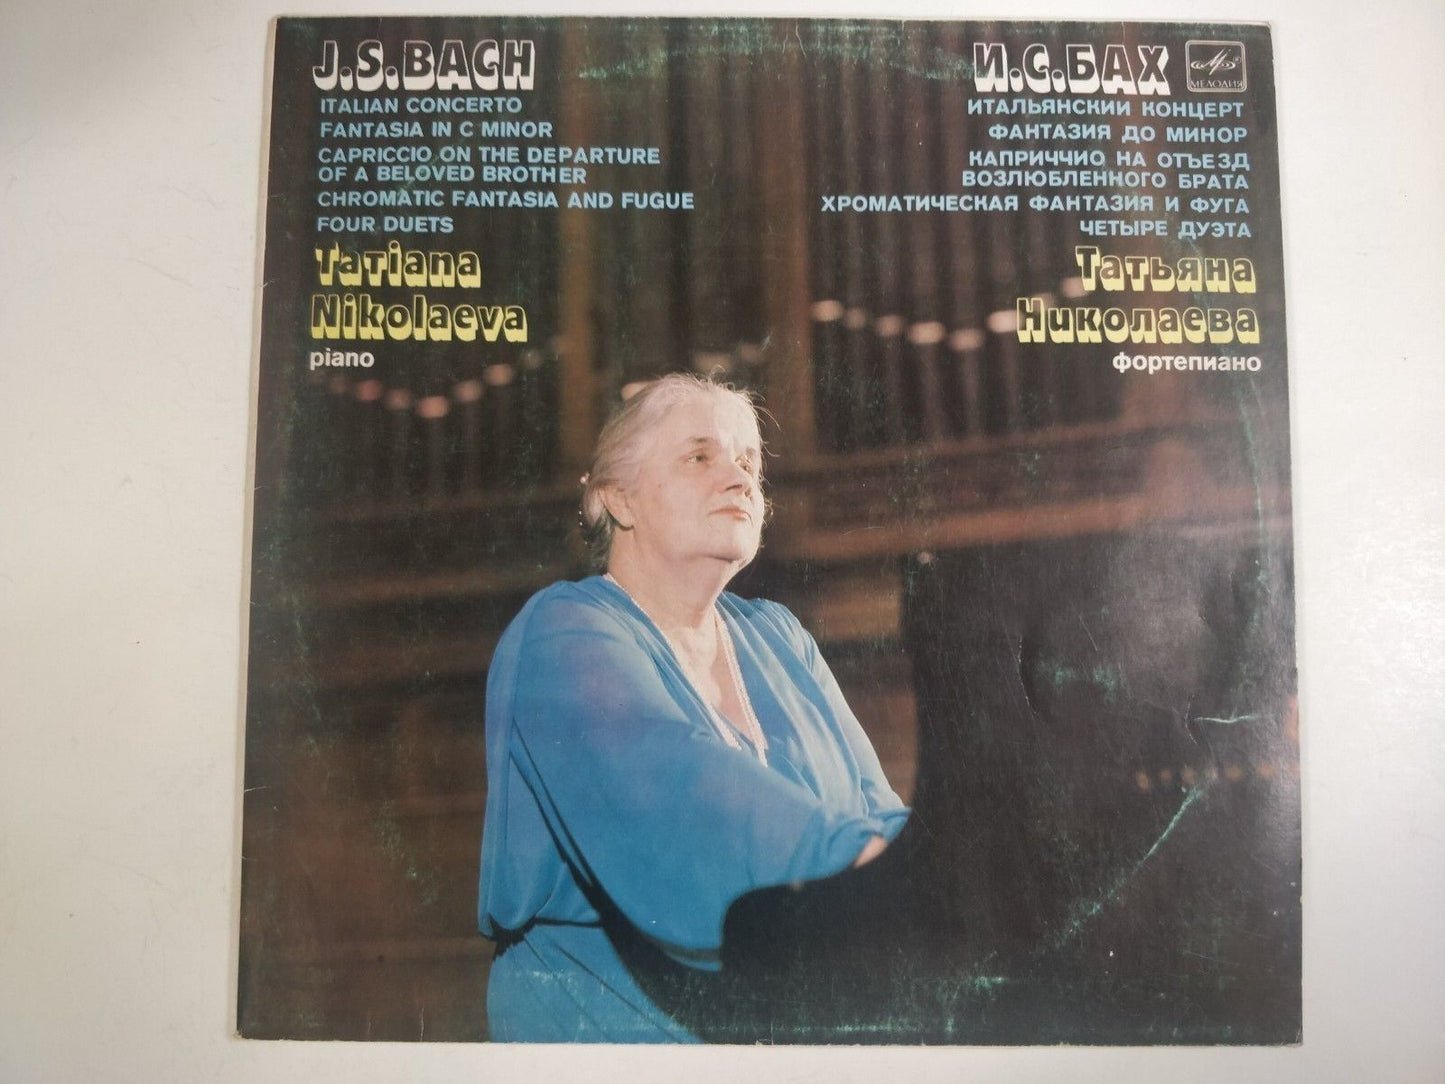 J.S.BACH
ITALIAN CONCERTO
FANTASIA IN C MINOR
CAPRICCIO ON THE DEPARTURE
OF A BELOVED BROTHER
CHROMATIC FANTASIA AND FUGUE
FOUR DUETS
Tatiana
Nikolaeva
piano
И.С.БАХ
МЕЛОДИЯ
ИТАЛЬЯНСКИЙ КОНЦЕРТ
ФАНТАЗИЯ ДО МИНОР
КАПРИЧЧИО НА ОТЪЕЗД
ВОЗЛЮБЛЕННОГО БРАТА
ХРОМАТИЧЕСКАЯ ФАНТАЗИЯ И ФУГА
ЧЕТЫРЕ ДУЭТА
Татьяна
Николаева
фортепиано